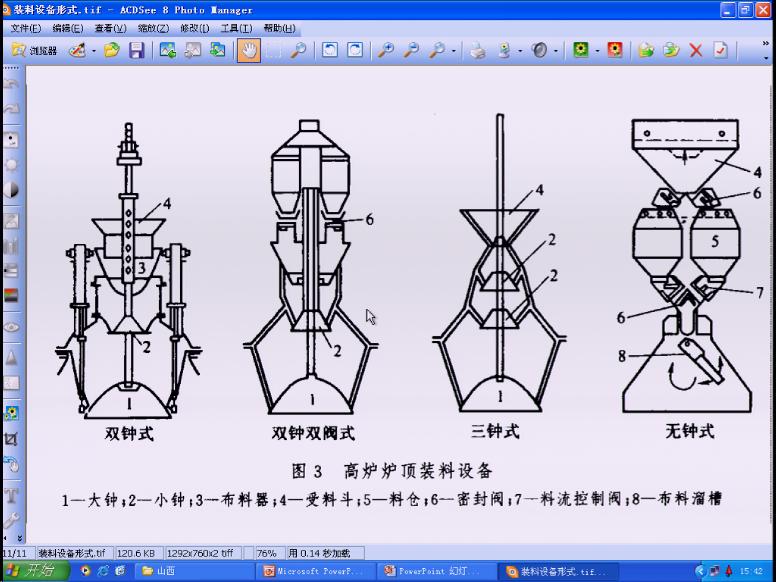 装料设备形式.tif - ACDSee 8 Photo Manager
文件(F) 编辑(E) 查看(V) 缩放(Z) 修改(I) 工具(T) 帮助(H)
浏览器
4
3
2
1
双钟式
6
2
1
双钟双阀式
4
2
2
1
三钟式
4
6
5
7
6
8
无钟式
图 3 高炉炉顶装料设备
1—大钟;2—小钟;3—布料器;4—受料斗;5—料仓;6—密封阀;7—料流控制阀;8—布料溜槽
11/11 装料设备形式.tif 120.6 KB 1292x760x2 tiff 76% 用 0.14 秒加载
开始 山西 Microsoft PowerP... PowerPoint 幻灯... 装料设备形式.tif... 15:42